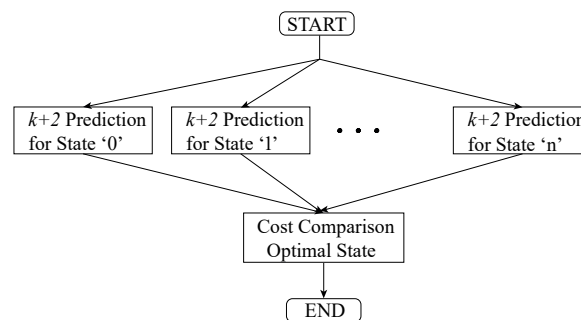 START
k+2 Prediction
for State ‘0’
k+2 Prediction
for State ‘1’
k+2 Prediction
for State ‘n’
Cost Comparison
Optimal State
END